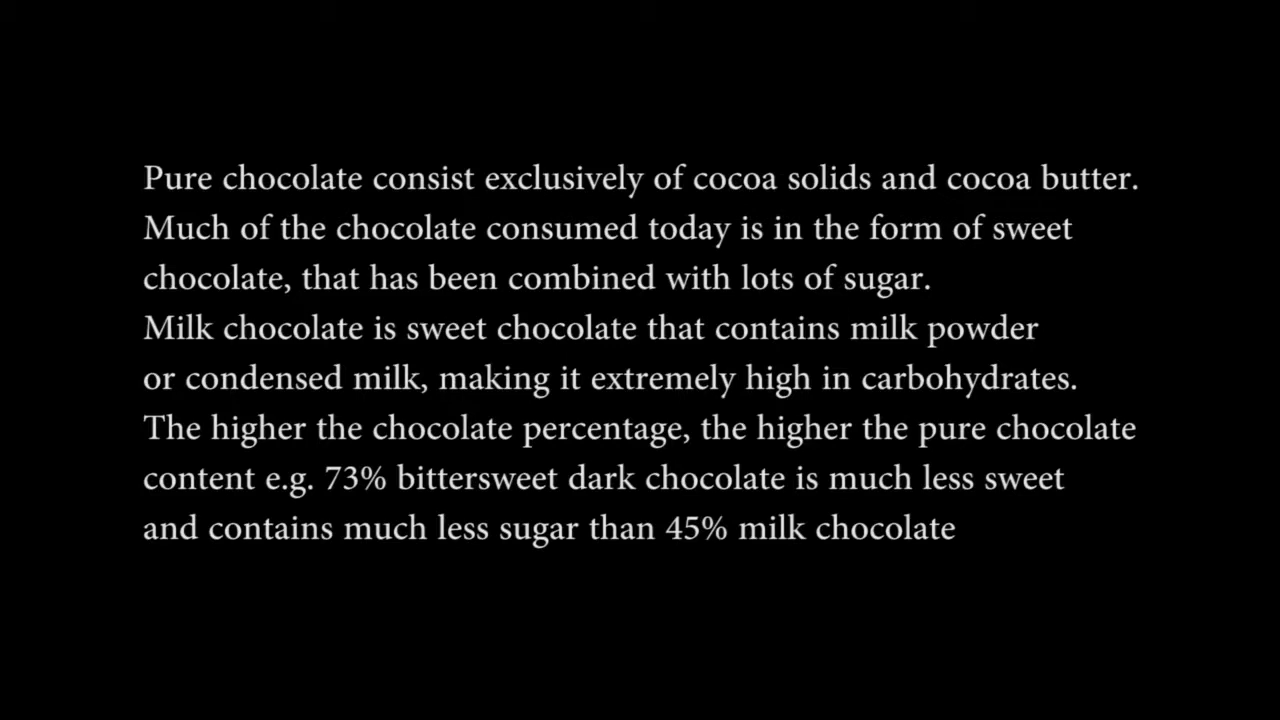 Pure chocolate consist exclusively of cocoa solids and cocoa butter.
Much of the chocolate consumed today is in the form of sweet
chocolate, that has been combined with lots of sugar.
Milk chocolate is sweet chocolate that contains milk powder
or condensed milk, making it extremely high in carbohydrates.
The higher the chocolate percentage, the higher the pure chocolate
content e.g. 73% bittersweet dark chocolate is much less sweet
and contains much less sugar than 45% milk chocolate